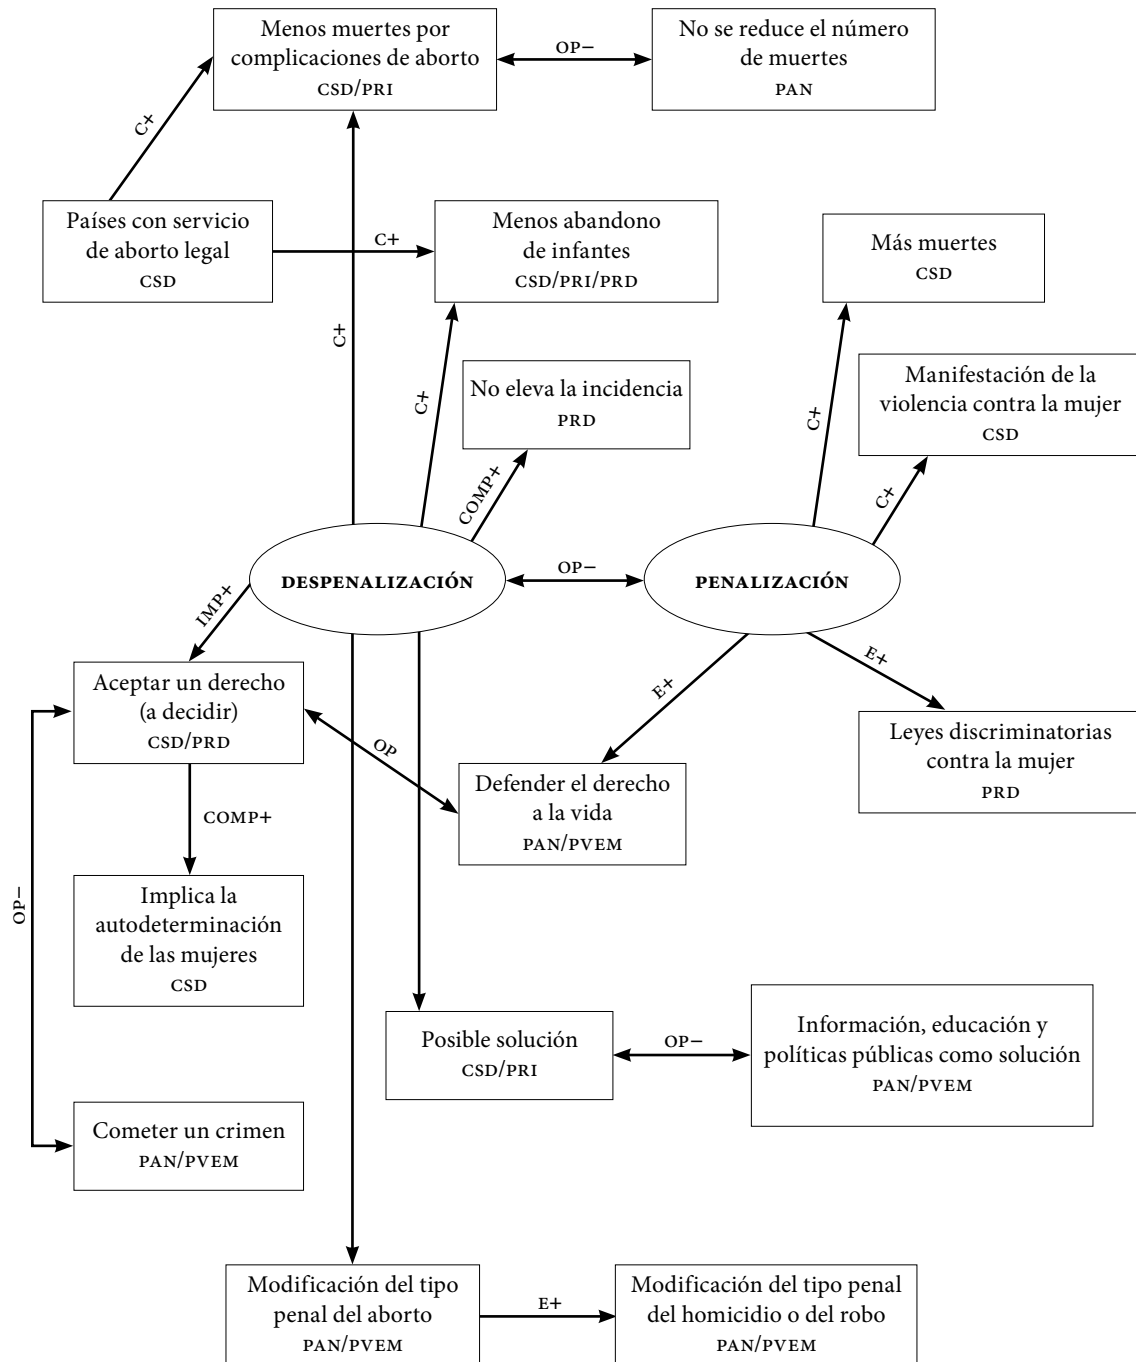 Menos muertes por
complicaciones de aborto
CSD/PRI
OP−
No se reduce el número
de muertes
PAN
C+
Países con servicio
de aborto legal
CSD
C+
Menos abandono
de infantes
CSD/PRI/PRD
Más muertes
CSD
C+
No eleva la incidencia
PRD
C+
COMP+
Manifestación de la
violencia contra la mujer
CSD
C+
C+
DESPENALIZACIÓN
OP−
PENALIZACIÓN
IMP+
Aceptar un derecho
(a decidir)
CSD/PRD
OP
E+
E+
Defender el derecho
a la vida
PAN/PVEM
Leyes discriminatorias
contra la mujer
PRD
COMP+
OP−
Implica la
autodeterminación
de las mujeres
CSD
Posible solución
CSD/PRI
OP−
Información, educación y
políticas públicas como solución
PAN/PVEM
Cometer un crimen
PAN/PVEM
Modificación del tipo
penal del aborto
PAN/PVEM
E+
Modificación del tipo penal
del homicidio o del robo
PAN/PVEM